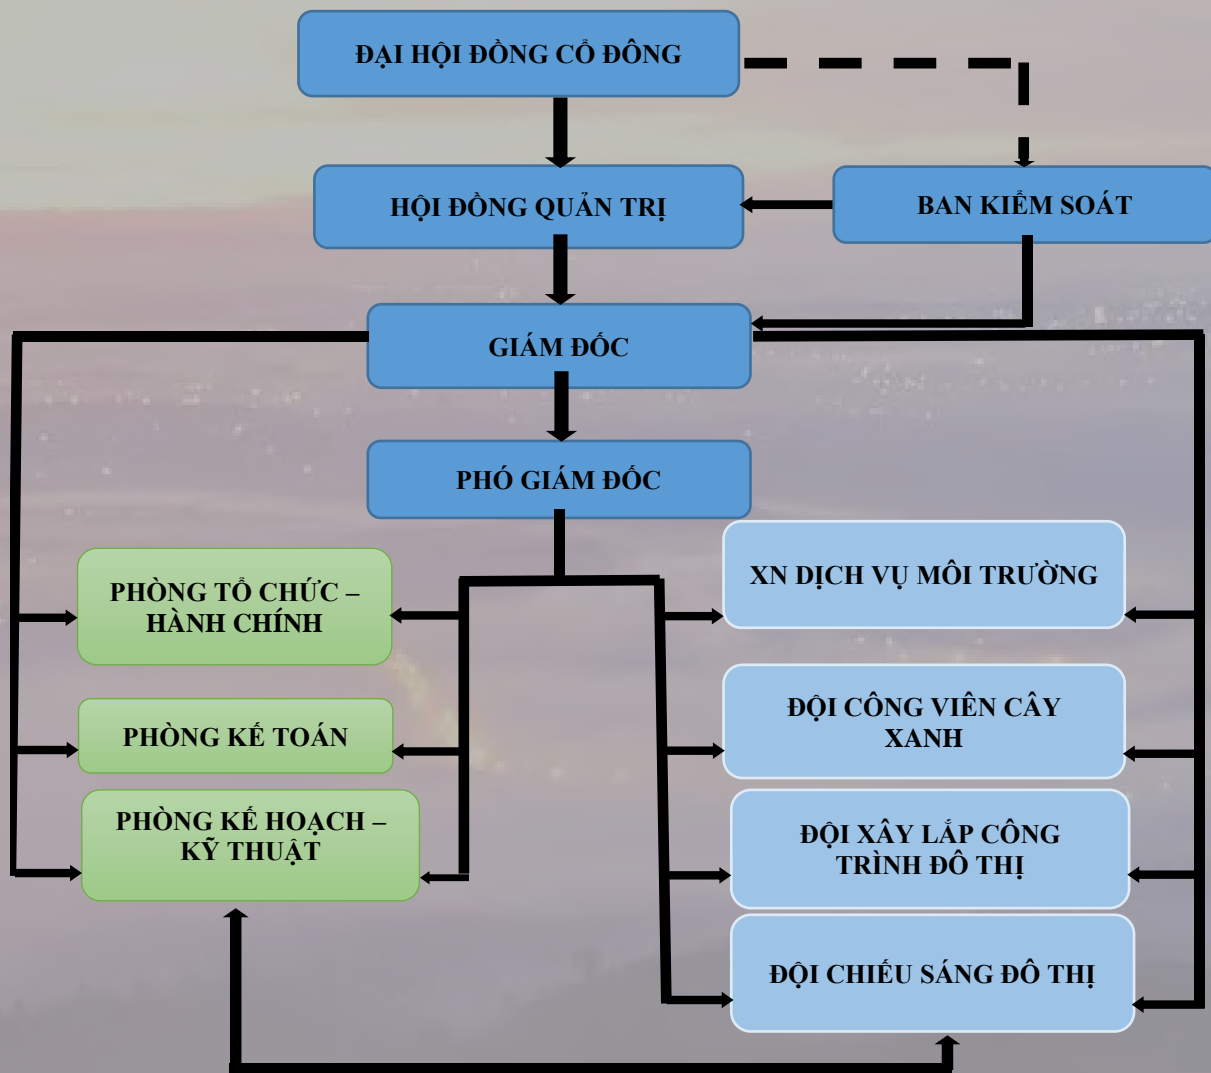 ĐẠI HỘI ĐỒNG CỔ ĐÔNG
HỘI ĐỒNG QUẢN TRỊ
BAN KIỂM SOÁT
GIÁM ĐỐC
PHÓ GIÁM ĐỐC
PHÒNG TỔ CHỨC –
HÀNH CHÍNH
PHÒNG KẾ TOÁN
PHÒNG KẾ HOẠCH –
KỸ THUẬT
XN DỊCH VỤ MÔI TRƯỜNG
ĐỘI CÔNG VIÊN CÂY
XANH
ĐỘI XÂY LẮP CÔNG
TRÌNH ĐÔ THỊ
ĐỘI CHIẾU SÁNG ĐÔ THỊ